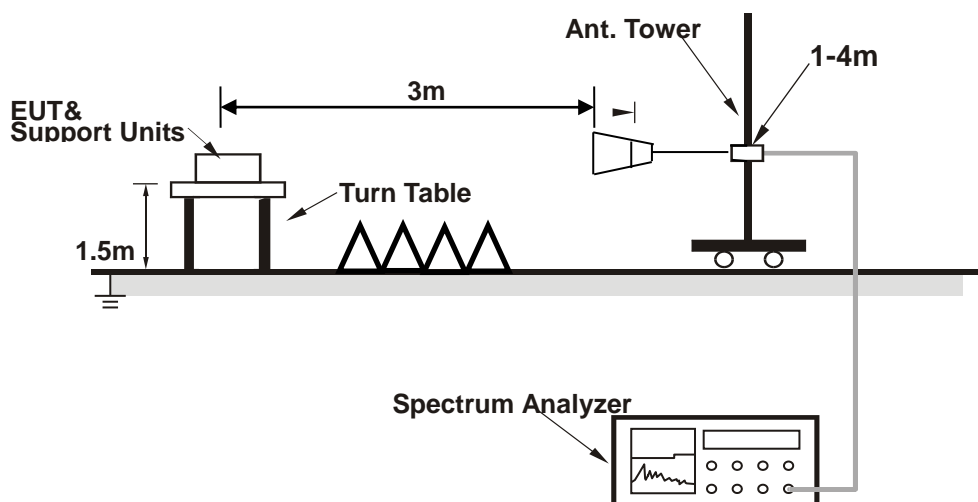 Ant. Tower
1-4m
3m
EUT&
Support Units
Turn Table
1.5m
Spectrum Analyzer